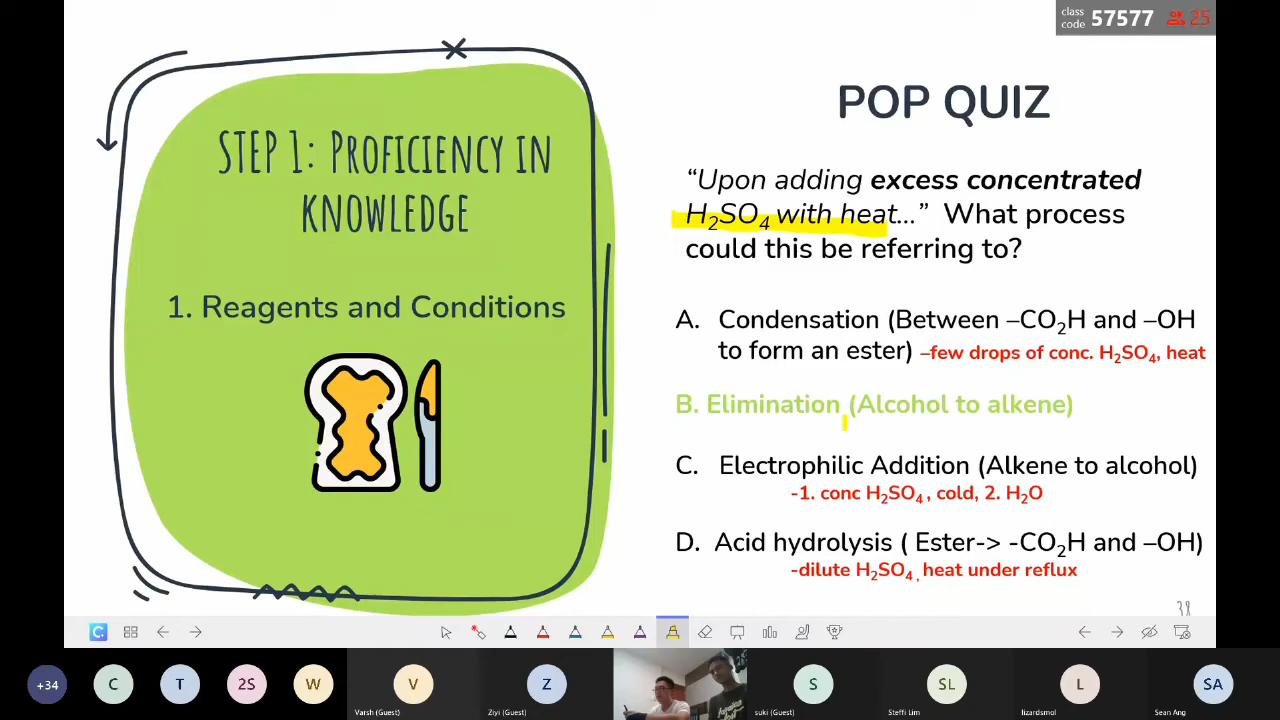 class
code 57577 25
STEP 1: PROFICIENCY IN
KNOWLEDGE
1. Reagents and Conditions
POP QUIZ
“Upon adding excess concentrated
H₂SO₄ with heat…” What process
could this be referring to?
A. Condensation (Between –CO₂H and –OH
to form an ester) –few drops of conc. H₂SO₄, heat
B. Elimination (Alcohol to alkene)
C. Electrophilic Addition (Alkene to alcohol)
-1. conc H₂SO₄, cold, 2. H₂O
D. Acid hydrolysis ( Ester-> -CO₂H and –OH)
-dilute H₂SO₄, heat under reflux
C
+34 C T 2S W V Z S SL L SA
Varsh (Guest) Ziyi (Guest) suki (Guest) Steffi Lim lizardsmol Sean Ang